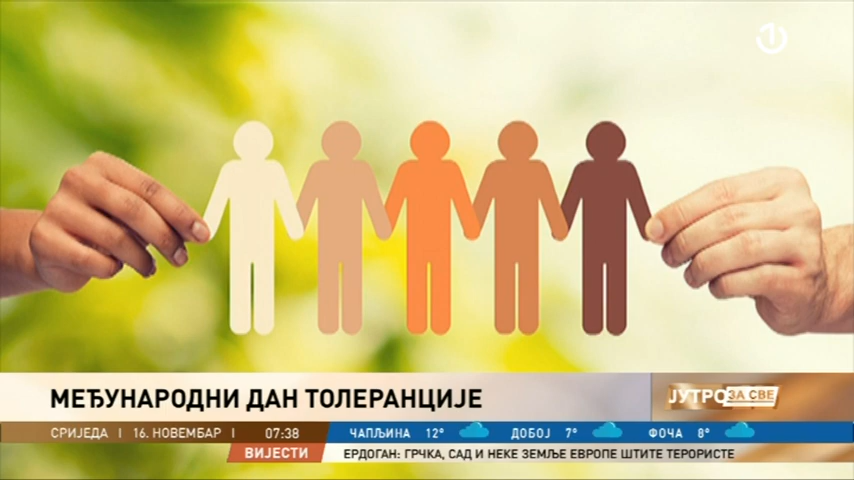 1
МЕЂУНАРОДНИ ДАН ТОЛЕРАНЦИЈЕ
ЈУТРО ЗА СВЕ
СРИЈЕДА | 16. НОВЕМБАР | 07:38 ЧАПЉИНА 12° ДОБОЈ 7° ФОЧА 8°
ВИЈЕСТИ ЕРДОГАН: ГРЧКА, САД И НЕКЕ ЗЕМЉЕ ЕВРОПЕ ШТИТЕ ТЕРОРИСТЕ